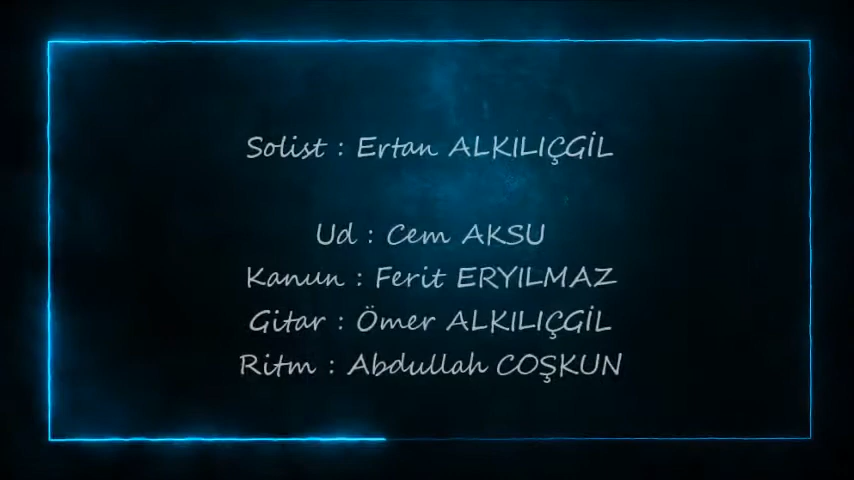 Solist : Ertan ALKILIÇGİL
Ud : Cem AKSU
Kanun : Ferit ERYILMAZ
Gitar : Ömer ALKILIÇGİL
Ritm : Abdullah COŞKUN